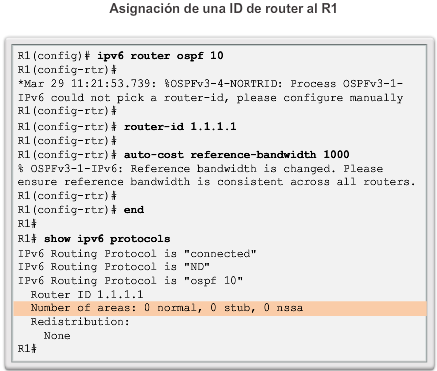 Asignación de una ID de router al R1
R1(config)# ipv6 router ospf 10
R1(config-rtr)#
*Mar 29 11:21:53.739: %OSPFv3-4-NORTRID: Process OSPFv3-1-
IPv6 could not pick a router-id, please configure manually
R1(config-rtr)#
R1(config-rtr)# router-id 1.1.1.1
R1(config-rtr)#
R1(config-rtr)# auto-cost reference-bandwidth 1000
% OSPFv3-1-IPv6: Reference bandwidth is changed. Please
ensure reference bandwidth is consistent across all routers.
R1(config-rtr)#
R1(config-rtr)# end
R1#
R1# show ipv6 protocols
IPv6 Routing Protocol is "connected"
IPv6 Routing Protocol is "ND"
IPv6 Routing Protocol is "ospf 10"
Router ID 1.1.1.1
Number of areas: 0 normal, 0 stub, 0 nssa
Redistribution:
None
R1#